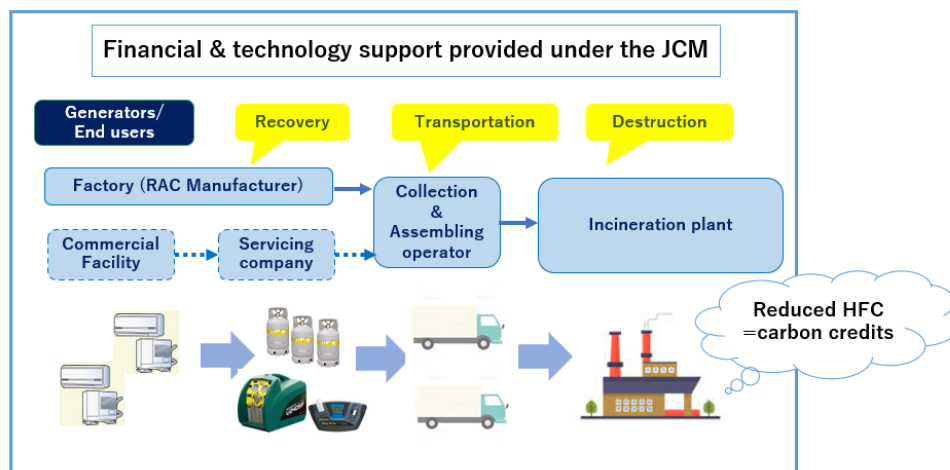 Financial & technology support provided under the JCM
Generators/
End users
Recovery
Transportation
Destruction
Factory (RAC Manufacturer)
Collection
&
Assembling
operator
Incineration plant
Commercial
Facility
Servicing
company
Reduced HFC
=carbon credits